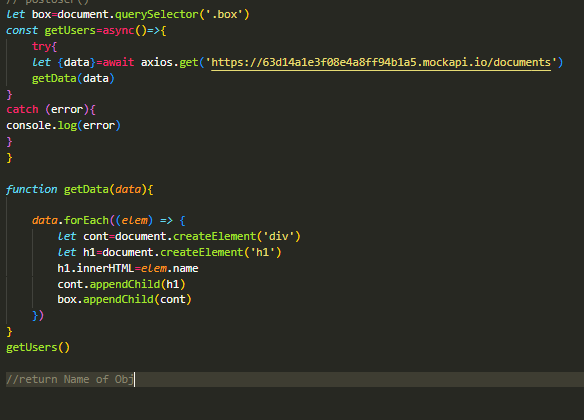 // postUser()
let box=document.querySelector('.box')
const getUsers=async()=>{
try{
let {data}=await axios.get('https://63d14a1e3f08e4a8ff94b1a5.mockapi.io/documents')
getData(data)
}
catch (error){
console.log(error)
}
}
function getData(data){
data.forEach((elem) => {
let cont=document.createElement('div')
let h1=document.createElement('h1')
h1.innerHTML=elem.name
cont.appendChild(h1)
box.appendChild(cont)
})
}
getUsers()
//return Name of Obj